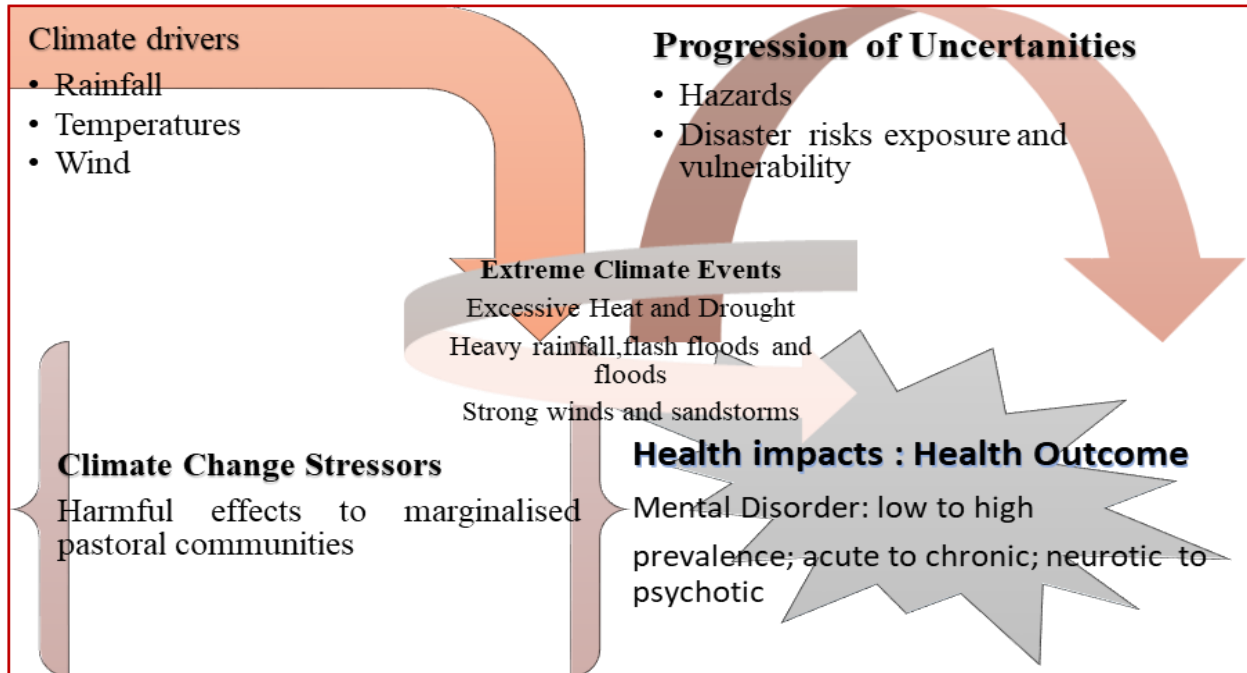 Climate drivers
• Rainfall
• Temperatures
• Wind
Progression of Uncertanities
• Hazards
• Disaster risks exposure and
vulnerability
Extreme Climate Events
Excessive Heat and Drought
Heavy rainfall,flash floods and
floods
Strong winds and sandstorms
Climate Change Stressors
Harmful effects to marginalised
pastoral communities
Health impacts : Health Outcome
Mental Disorder: low to high
prevalence; acute to chronic; neurotic to
psychotic